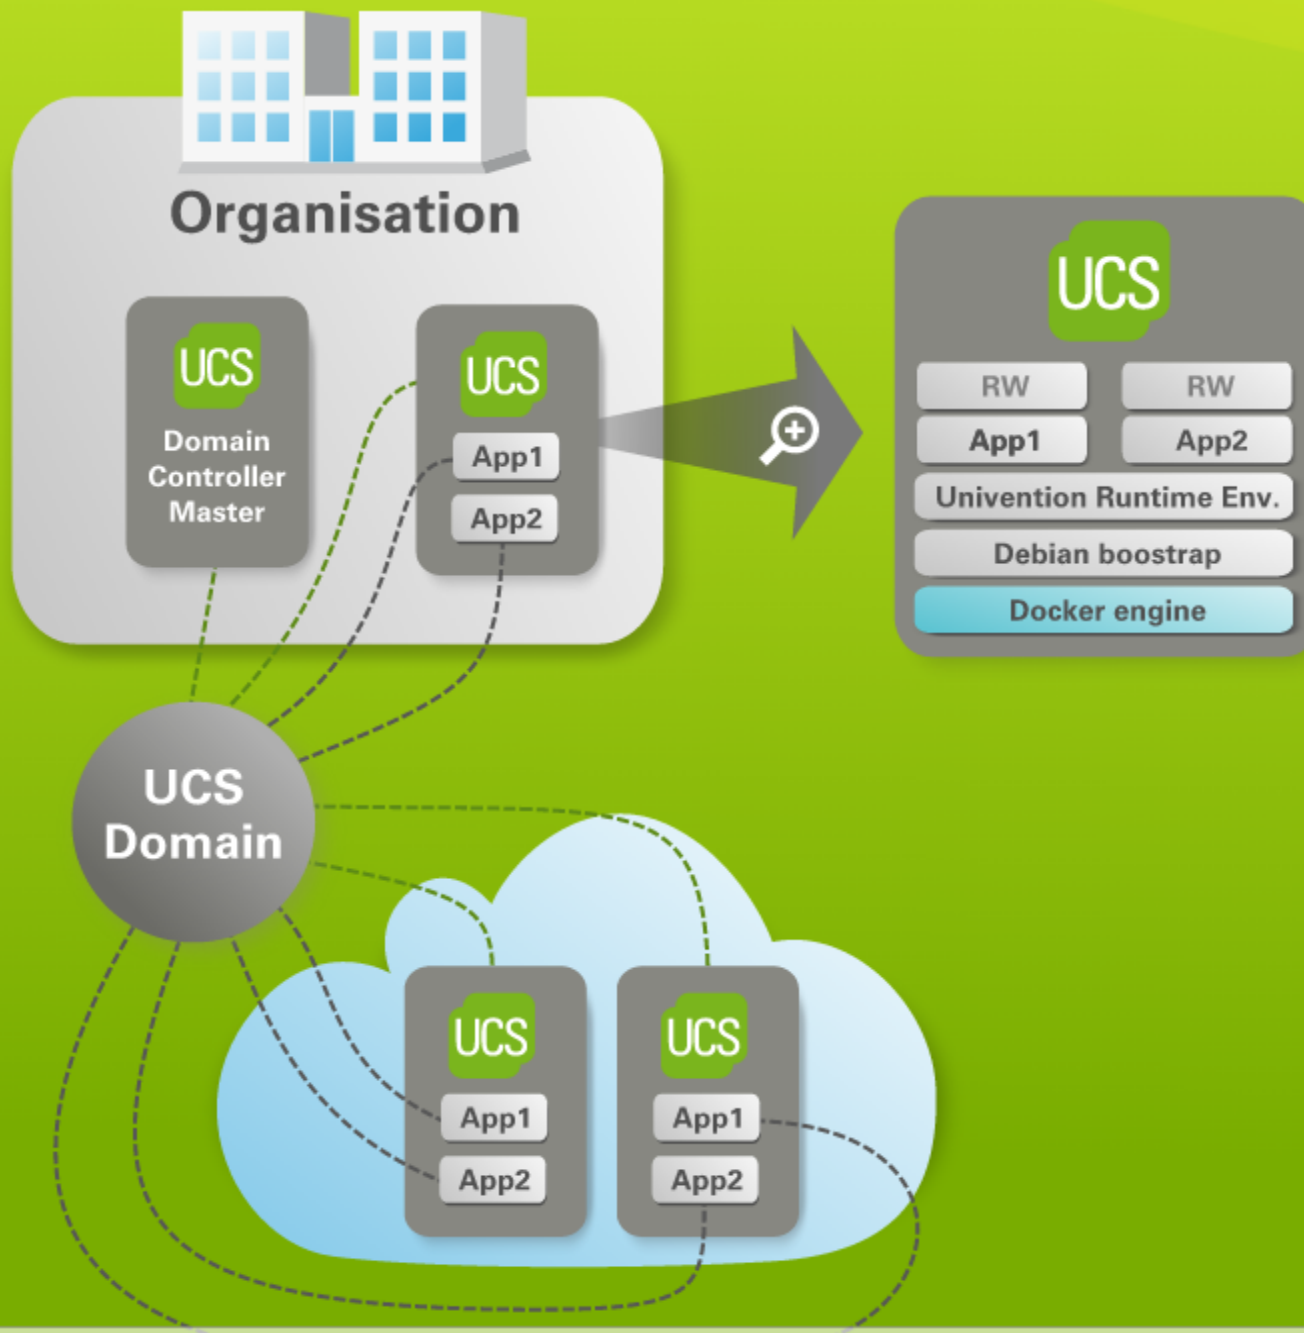 Organisation
UCS
Domain
Controller
Master
UCS
App1
App2
UCS
RW
RW
App1
App2
Univention Runtime Env.
Debian boostrap
Docker engine
UCS
Domain
UCS
App1
App2
UCS
App1
App2